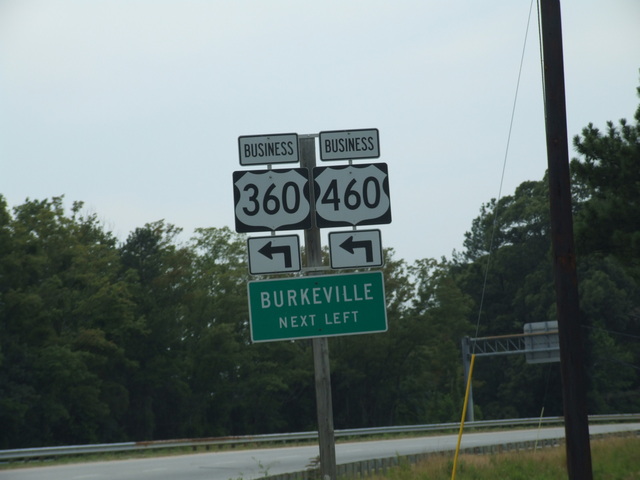 BUSINESS BUSINESS
360 460
BURKEVILLE
NEXT LEFT